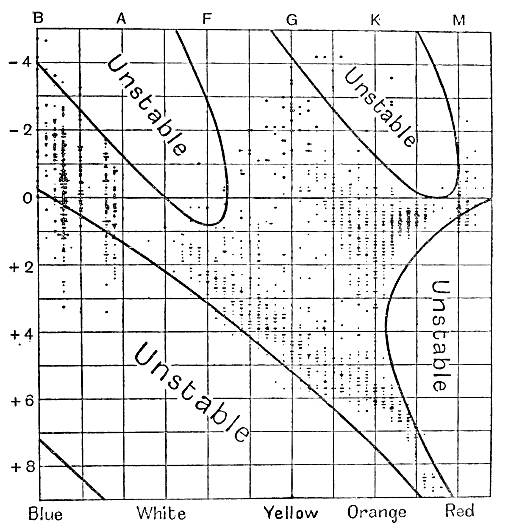 B A F G K M
-4
-2
0
+2
+4
+6
+8
Unstable
Unstable
Unstable
Unstable
Blue White Yellow Orange Red